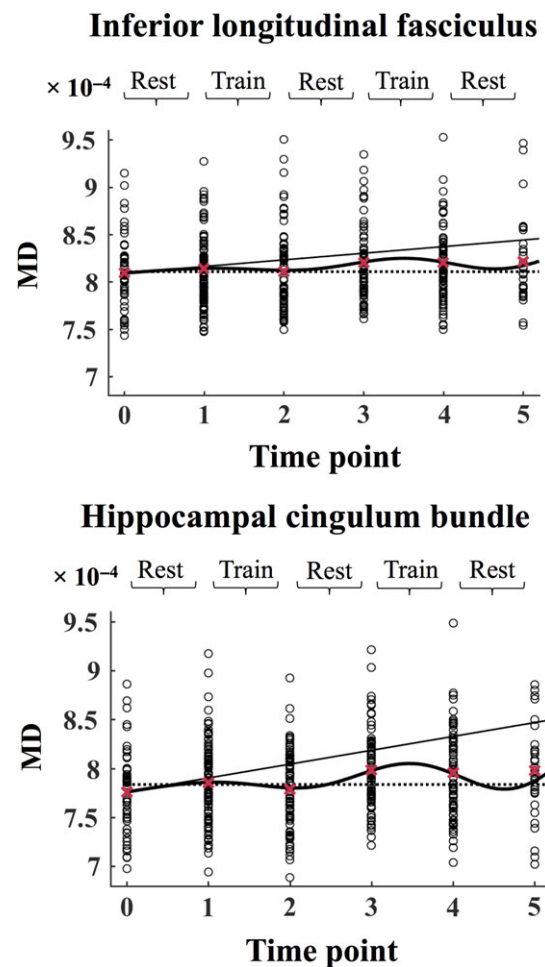 Inferior longitudinal fasciculus
× 10⁻⁴ Rest Train Rest Train Rest
9.5
9
8.5
8
7.5
7
MD
0 1 2 3 4 5
Time point
Hippocampal cingulum bundle
× 10⁻⁴ Rest Train Rest Train Rest
9.5
9
8.5
8
7.5
7
MD
0 1 2 3 4 5
Time point